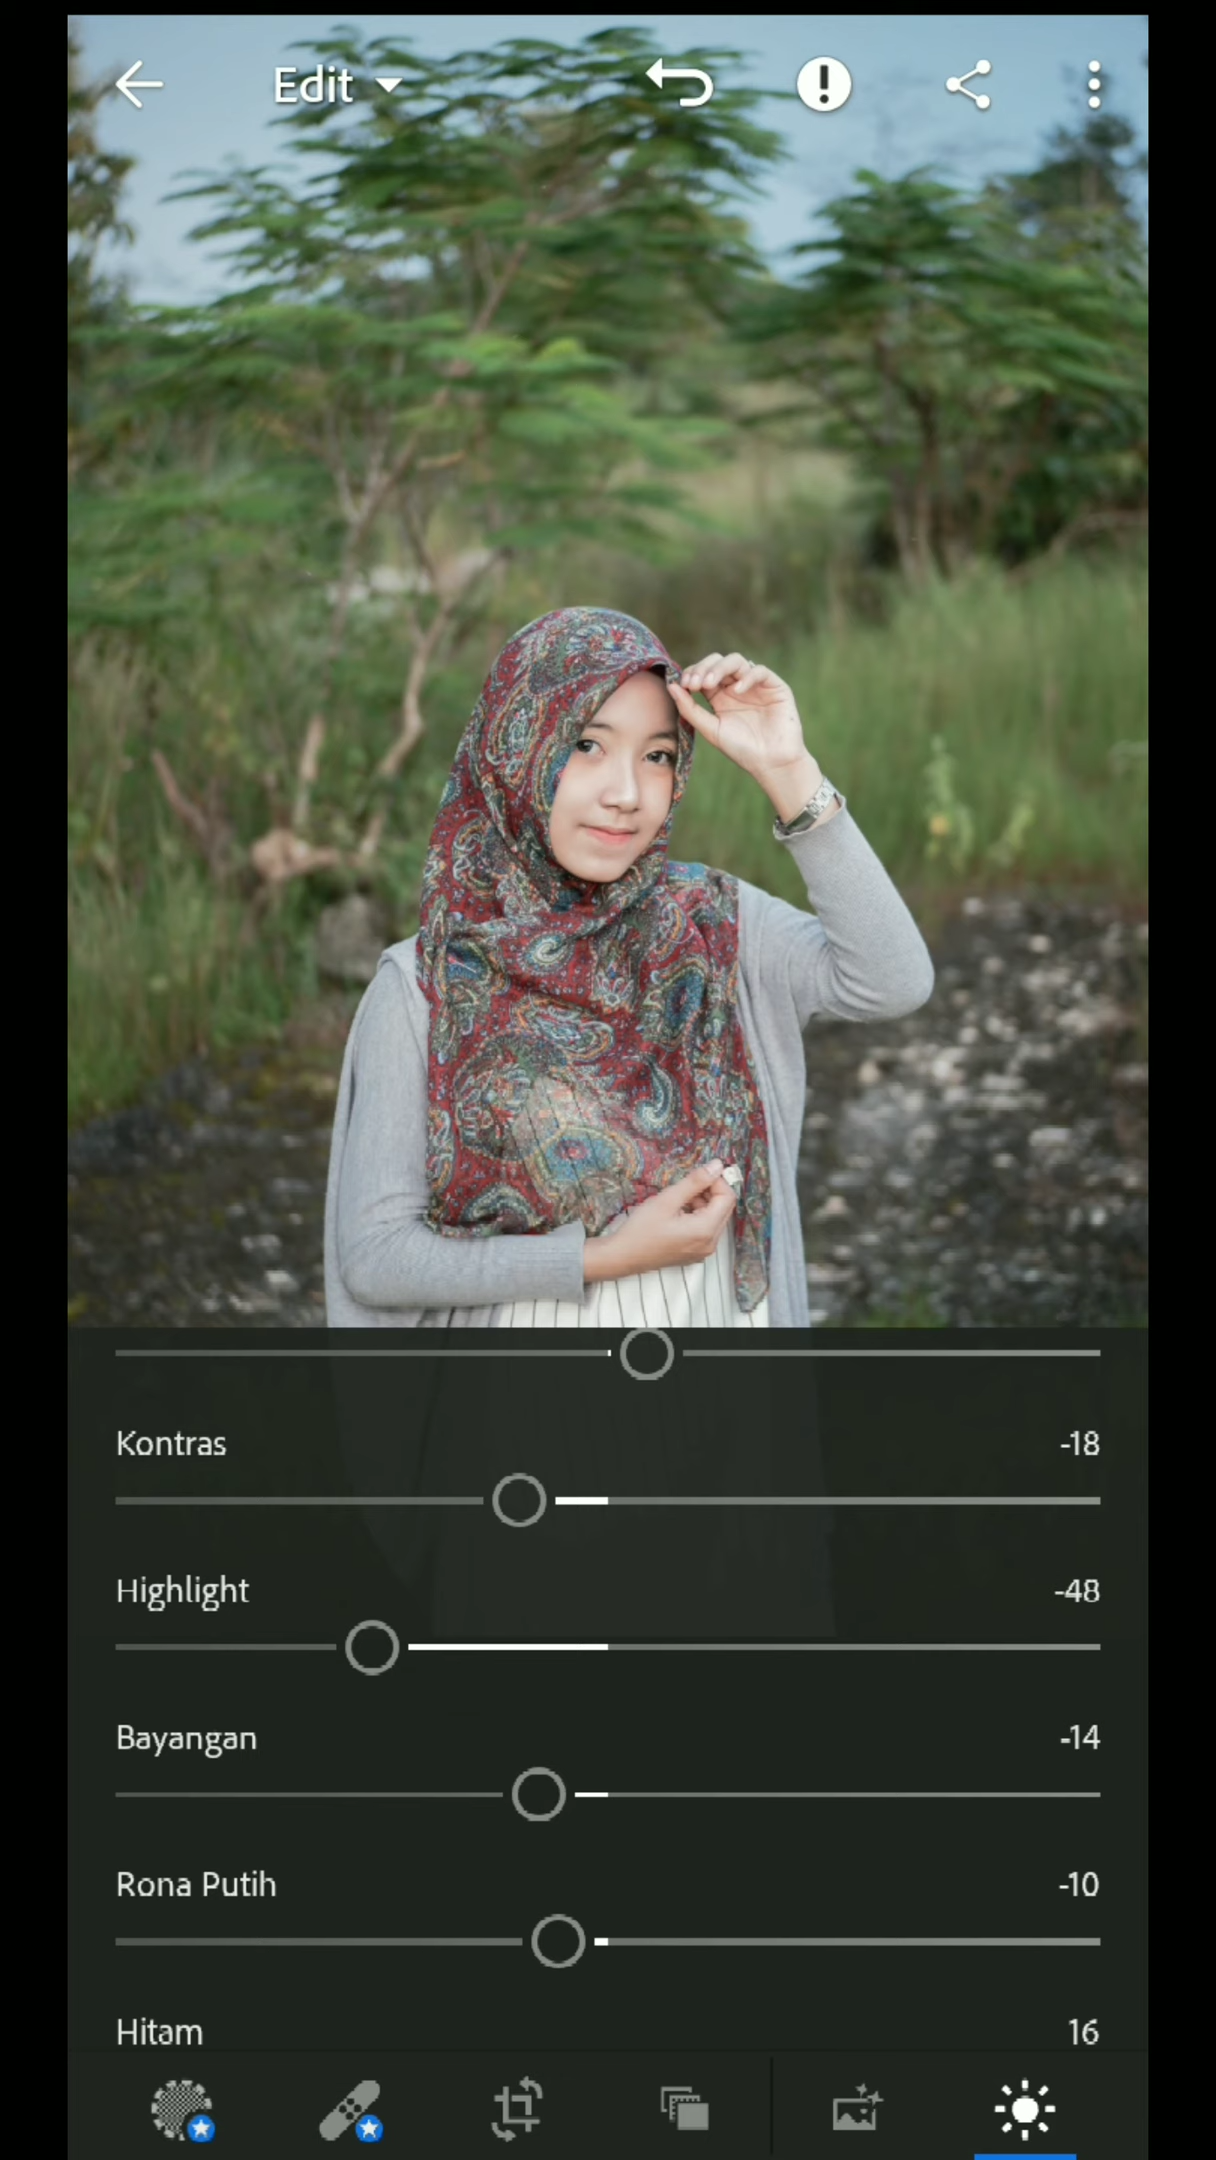 Edit
Kontras -18
Highlight -48
Bayangan -14
Rona Putih -10
Hitam 16